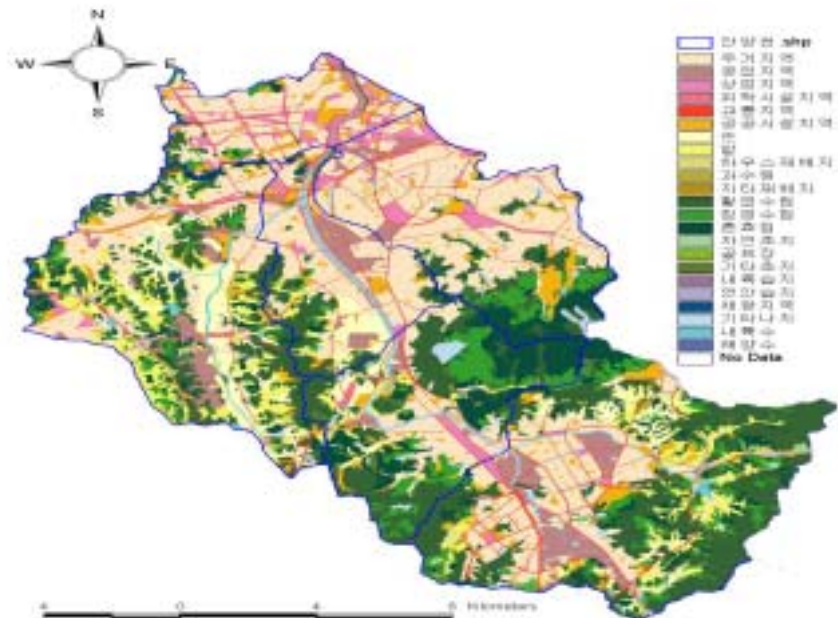 N
W E
S
안양천.shp
주거지역
공업지역
상업지역
위락시설지역
교통지역
공공시설지역
논
밭
하우스재배지
과수원
기타재배지
활엽수림
침엽수림
혼효림
자연초지
골프장
기타초지
내륙습지
연안습지
채광지역
기타나지
내륙수
해양수
No Data
4 0 4 8 Kilometers